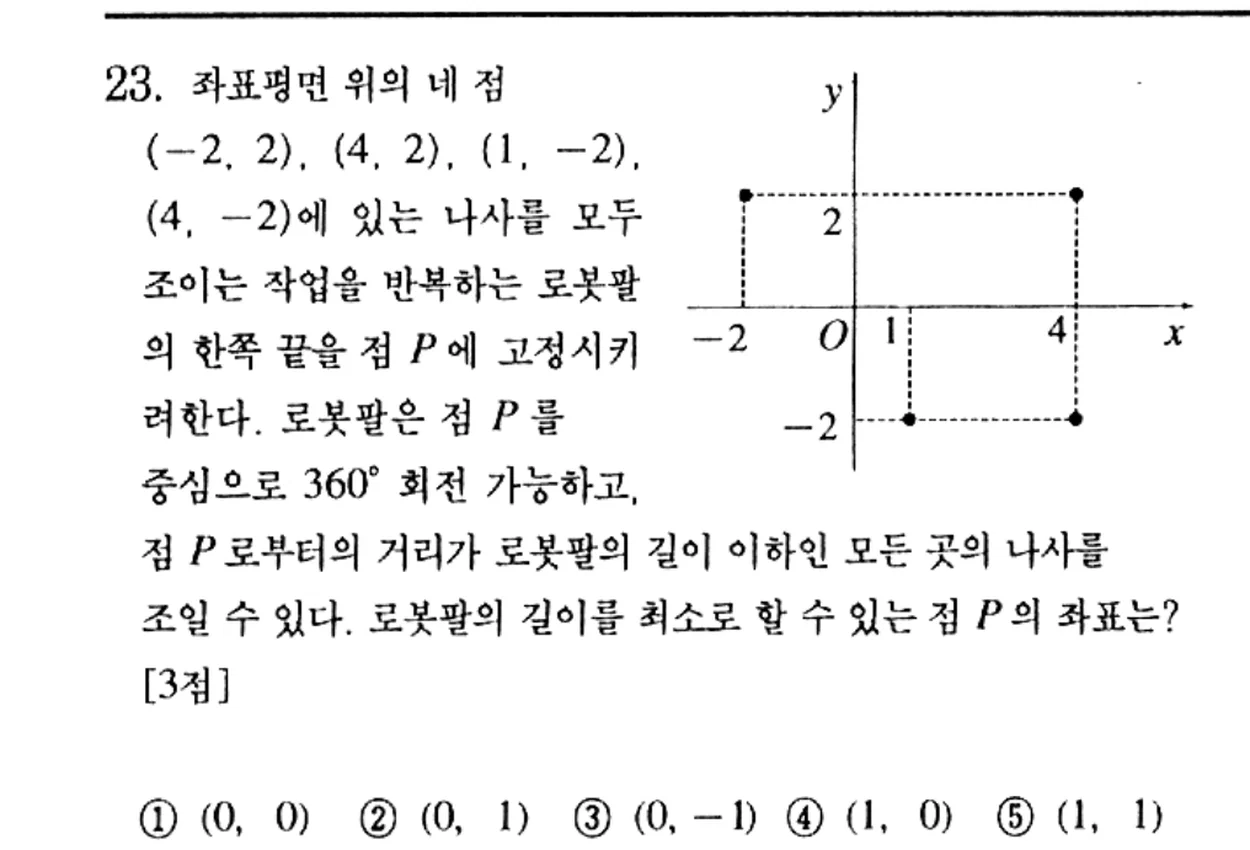 23. 좌표평면 위의 네 점
(−2, 2), (4, 2), (1, −2),
(4, −2)에 있는 나사를 모두
조이는 작업을 반복하는 로봇팔
의 한쪽 끝을 점 P에 고정시키
려한다. 로봇팔은 점 P를
중심으로 360° 회전 가능하고,
점 P로부터의 거리가 로봇팔의 길이 이하인 모든 곳의 나사를
조일 수 있다. 로봇팔의 길이를 최소로 할 수 있는 점 P의 좌표는?
[3점]
y
2
−2 O 1 4 x
−2
① (0, 0) ② (0, 1) ③ (0, −1) ④ (1, 0) ⑤ (1, 1)